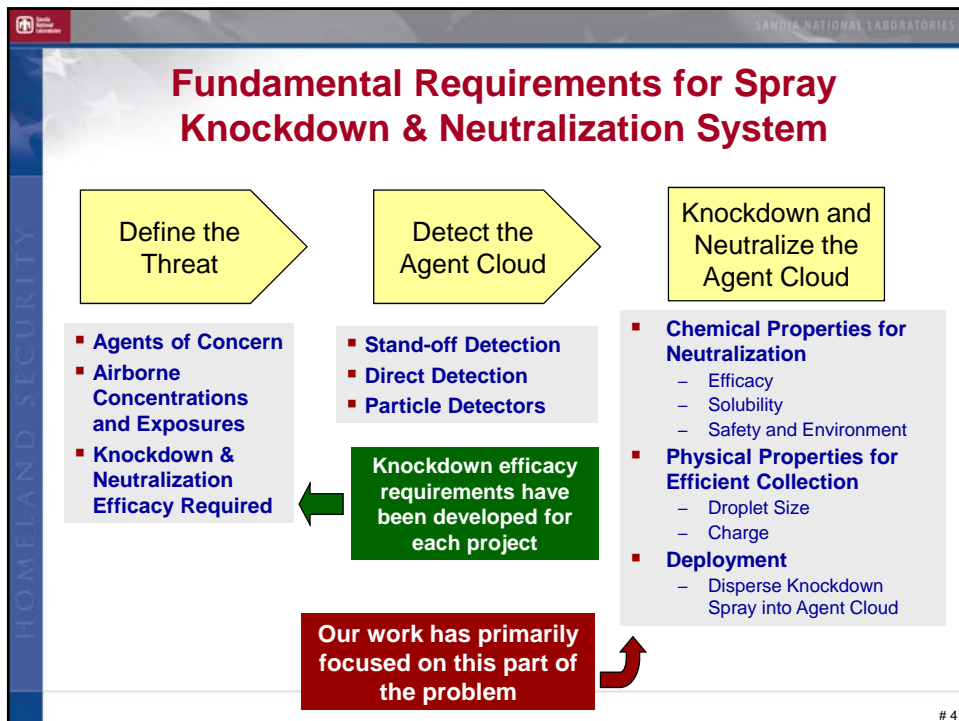 Sandia
National
Laboratories
SANDIA NATIONAL LABORATORIES
HOMELAND SECURITY
Fundamental Requirements for Spray
Knockdown & Neutralization System
Define the
Threat
▪ Agents of Concern
▪ Airborne
Concentrations
and Exposures
▪ Knockdown &
Neutralization
Efficacy Required
Detect the
Agent Cloud
▪ Stand-off Detection
▪ Direct Detection
▪ Particle Detectors
Knockdown efficacy
requirements have
been developed for
each project
Knockdown and
Neutralize the
Agent Cloud
▪ Chemical Properties for
Neutralization
– Efficacy
– Solubility
– Safety and Environment
▪ Physical Properties for
Efficient Collection
– Droplet Size
– Charge
▪ Deployment
– Disperse Knockdown
Spray into Agent Cloud
Our work has primarily
focused on this part of
the problem
# 4